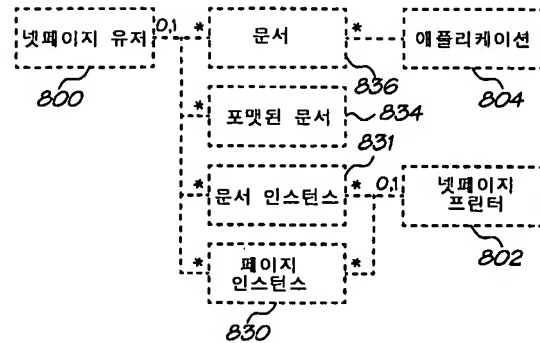 넷페이지 유저
0,1
*
문서
*
애플리케이션
800
836
804
*
포맷된 문서
834
831
*
문서 인스턴스
*
0,1
넷페이지
프린터
*
페이지
인스턴스
*
802
830